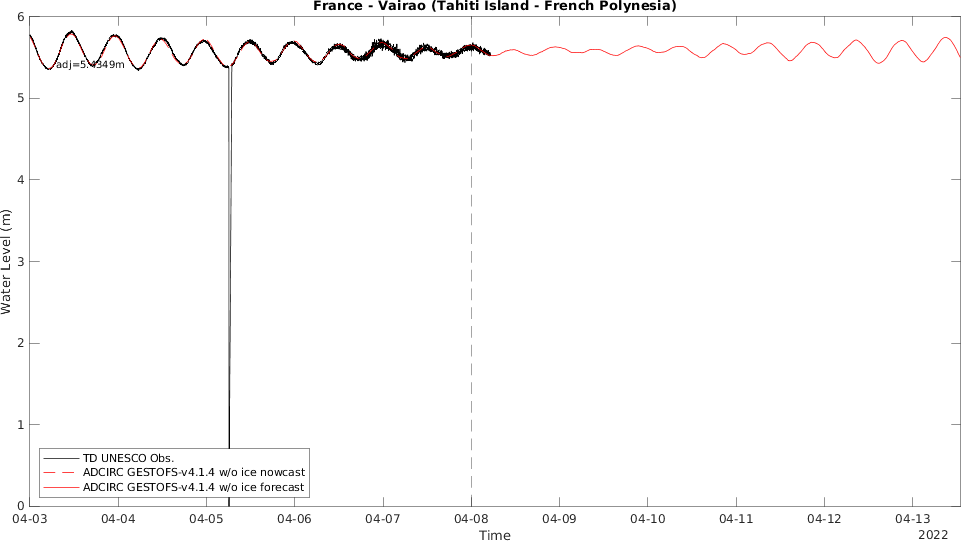 France - Vairao (Tahiti Island - French Polynesia)
6
5
4
3
2
1
0
Water Level (m)
adj=5.4349m
TD UNESCO Obs.
ADCIRC GESTOFS-v4.1.4 w/o ice nowcast
ADCIRC GESTOFS-v4.1.4 w/o ice forecast
04-03 04-04 04-05 04-06 04-07 04-08 04-09 04-10 04-11 04-12 04-13
Time
2022